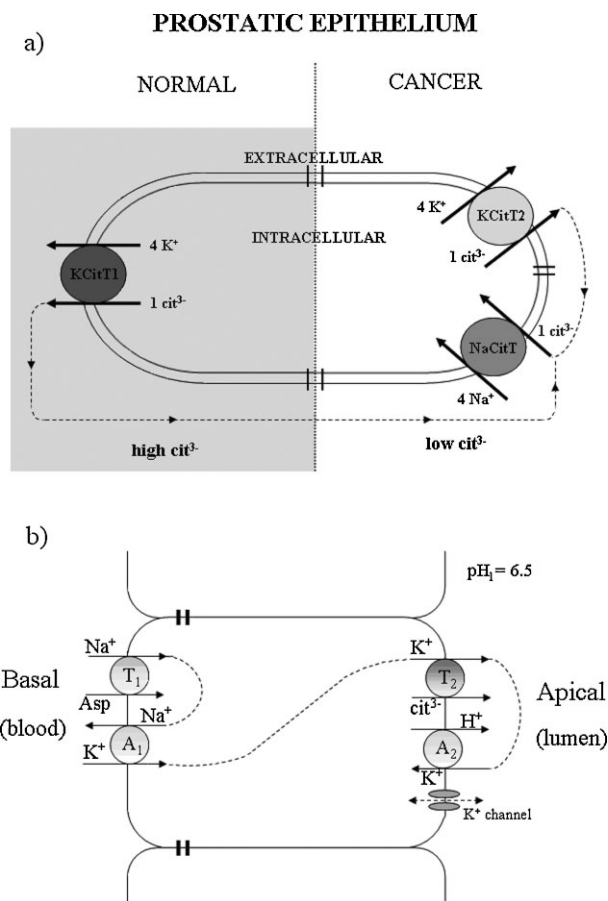 PROSTATIC EPITHELIUM
a)
NORMAL
CANCER
EXTRACELLULAR
4 K⁺
KCitT2
INTRACELLULAR
4 K⁺
1 cit³⁻
KCitT1
1 cit³⁻
1 cit³⁻
NaCitT
4 Na⁺
high cit³⁻
low cit³⁻
b)
pHₗ= 6.5
Na⁺
K⁺
T₁
T₂
Basal
Apical
Asp
Na⁺
cit³⁻
H⁺
(blood)
(lumen)
K⁺
A₁
A₂
K⁺
K⁺ channel